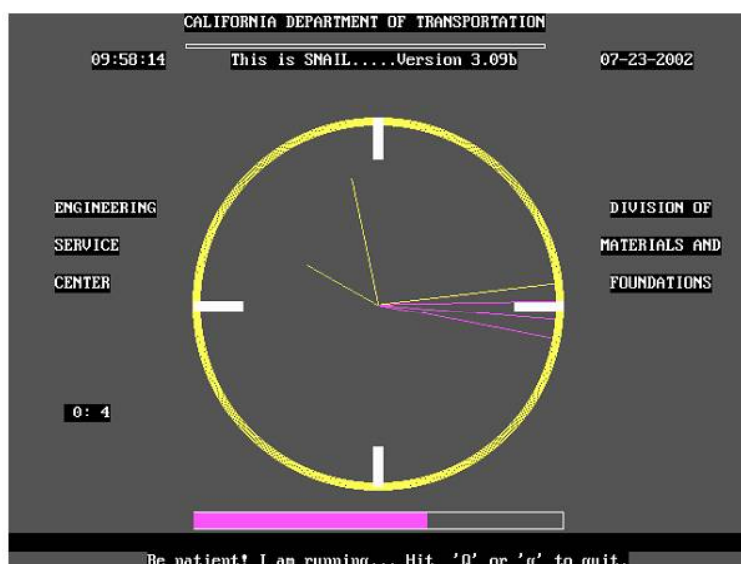 CALIFORNIA DEPARTMENT OF TRANSPORTATION
09:58:14 This is SNAIL.....Version 3.09b 07-23-2002
ENGINEERING DIVISION OF
SERVICE MATERIALS AND
CENTER FOUNDATIONS
0: 4
Be patient! I am running... Hit 'Q' or 'q' to quit.